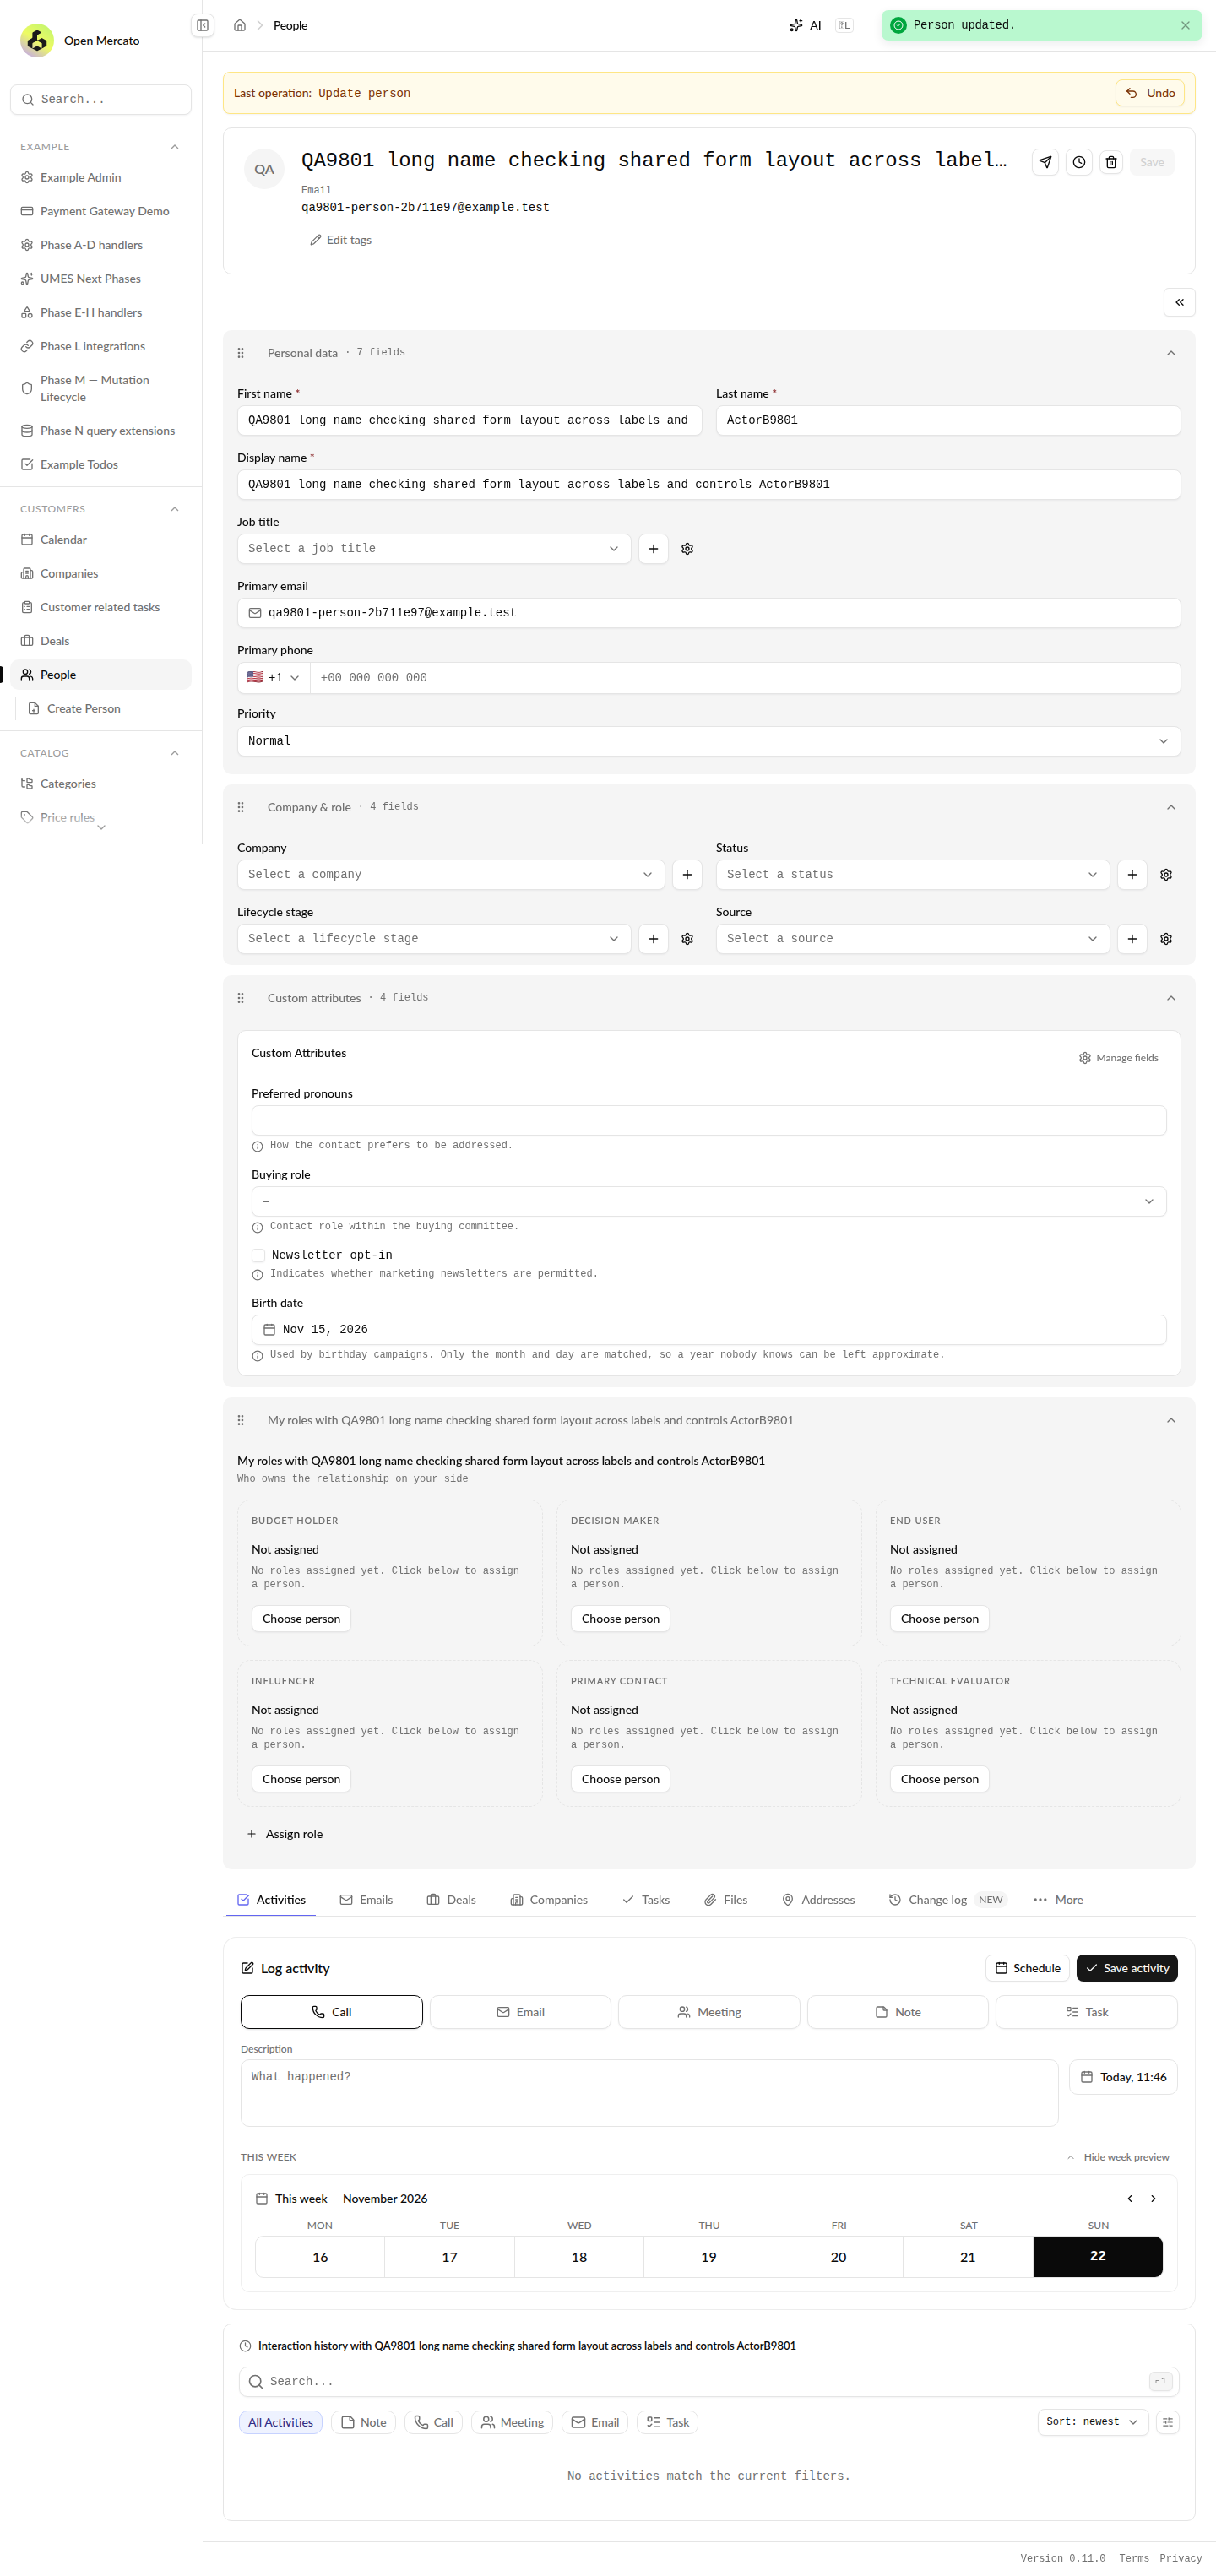 Open Mercato
People
AI
L
Person updated.
Search...
Last operation: Update person
Undo
EXAMPLE
Example Admin
Payment Gateway Demo
Phase A-D handlers
UMES Next Phases
Phase E-H handlers
Phase L integrations
Phase M — Mutation
Lifecycle
Phase N query extensions
Example Todos
CUSTOMERS
Calendar
Companies
Customer related tasks
Deals
People
Create Person
CATALOG
Categories
Price rules
QA
QA9801 long name checking shared form layout across label…
Save
Email
qa9801-person-2b711e97@example.test
Edit tags
Personal data · 7 fields
First name *
Last name *
QA9801 long name checking shared form layout across labels and
ActorB9801
Display name *
QA9801 long name checking shared form layout across labels and controls ActorB9801
Job title
Select a job title
Primary email
qa9801-person-2b711e97@example.test
Primary phone
+1
+00 000 000 000
Priority
Normal
Company & role · 4 fields
Company
Status
Select a company
Select a status
Lifecycle stage
Source
Select a lifecycle stage
Select a source
Custom attributes · 4 fields
Custom Attributes
Manage fields
Preferred pronouns
How the contact prefers to be addressed.
Buying role
—
Contact role within the buying committee.
Newsletter opt-in
Indicates whether marketing newsletters are permitted.
Birth date
Nov 15, 2026
Used by birthday campaigns. Only the month and day are matched, so a year nobody knows can be left approximate.
My roles with QA9801 long name checking shared form layout across labels and controls ActorB9801
My roles with QA9801 long name checking shared form layout across labels and controls ActorB9801
Who owns the relationship on your side
BUDGET HOLDER
Not assigned
No roles assigned yet. Click below to assign
a person.
Choose person
DECISION MAKER
Not assigned
No roles assigned yet. Click below to assign
a person.
Choose person
END USER
Not assigned
No roles assigned yet. Click below to assign
a person.
Choose person
INFLUENCER
Not assigned
No roles assigned yet. Click below to assign
a person.
Choose person
PRIMARY CONTACT
Not assigned
No roles assigned yet. Click below to assign
a person.
Choose person
TECHNICAL EVALUATOR
Not assigned
No roles assigned yet. Click below to assign
a person.
Choose person
Assign role
Activities
Emails
Deals
Companies
Tasks
Files
Addresses
Change log NEW
More
Log activity
Schedule
Save activity
Call
Email
Meeting
Note
Task
Description
What happened?
Today, 11:46
THIS WEEK
Hide week preview
This week — November 2026
MON TUE WED THU FRI SAT SUN
16 17 18 19 20 21 22
Interaction history with QA9801 long name checking shared form layout across labels and controls ActorB9801
Search...
1
All Activities
Note
Call
Meeting
Email
Task
Sort: newest
No activities match the current filters.
Version 0.11.0 Terms Privacy